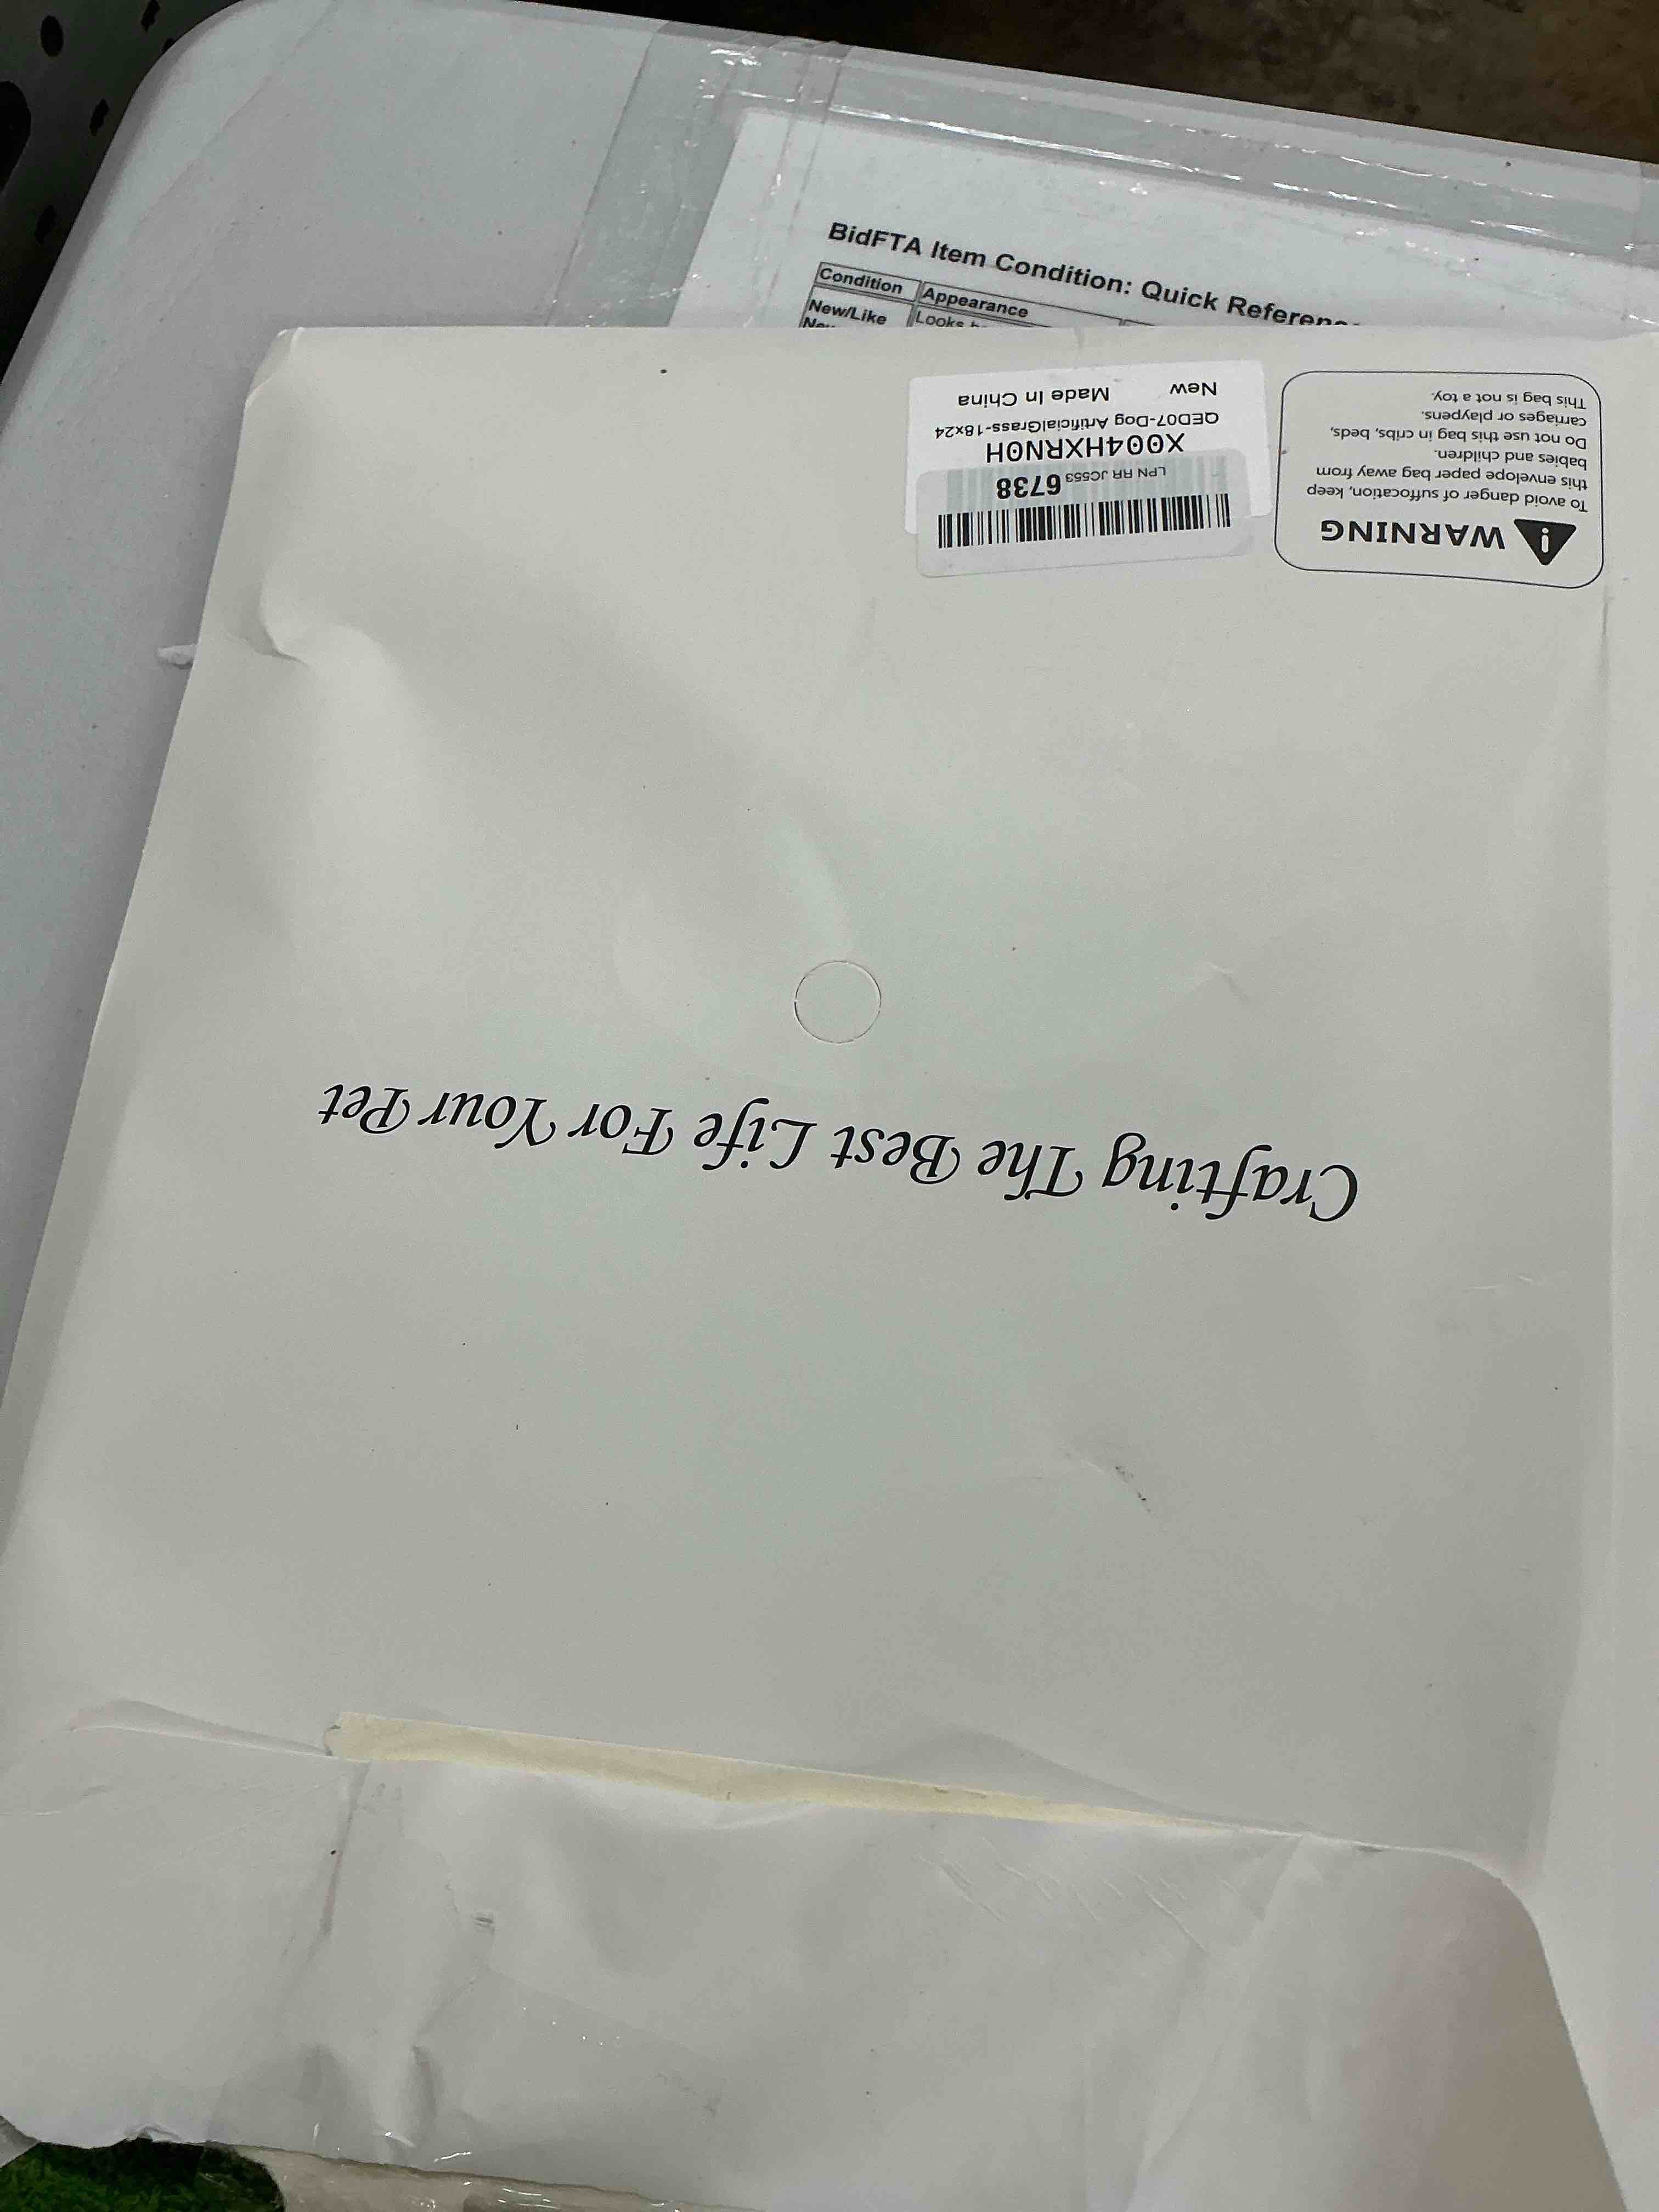 BidFTA Item Condition: Quick
Condition Appearance
New/Like Looks
WARNING
To avoid danger of suffocation, keep
this envelope paper bag away from
babies and children.
Do not use this bag in cribs, beds,
carriages or playpens.
This bag is not a toy.
LPN RR JC553 6738
X004HXRN0H
QED07-Dog ArtificialGrass-18x24
New Made In China
Crafting The Best Life For Your Pet